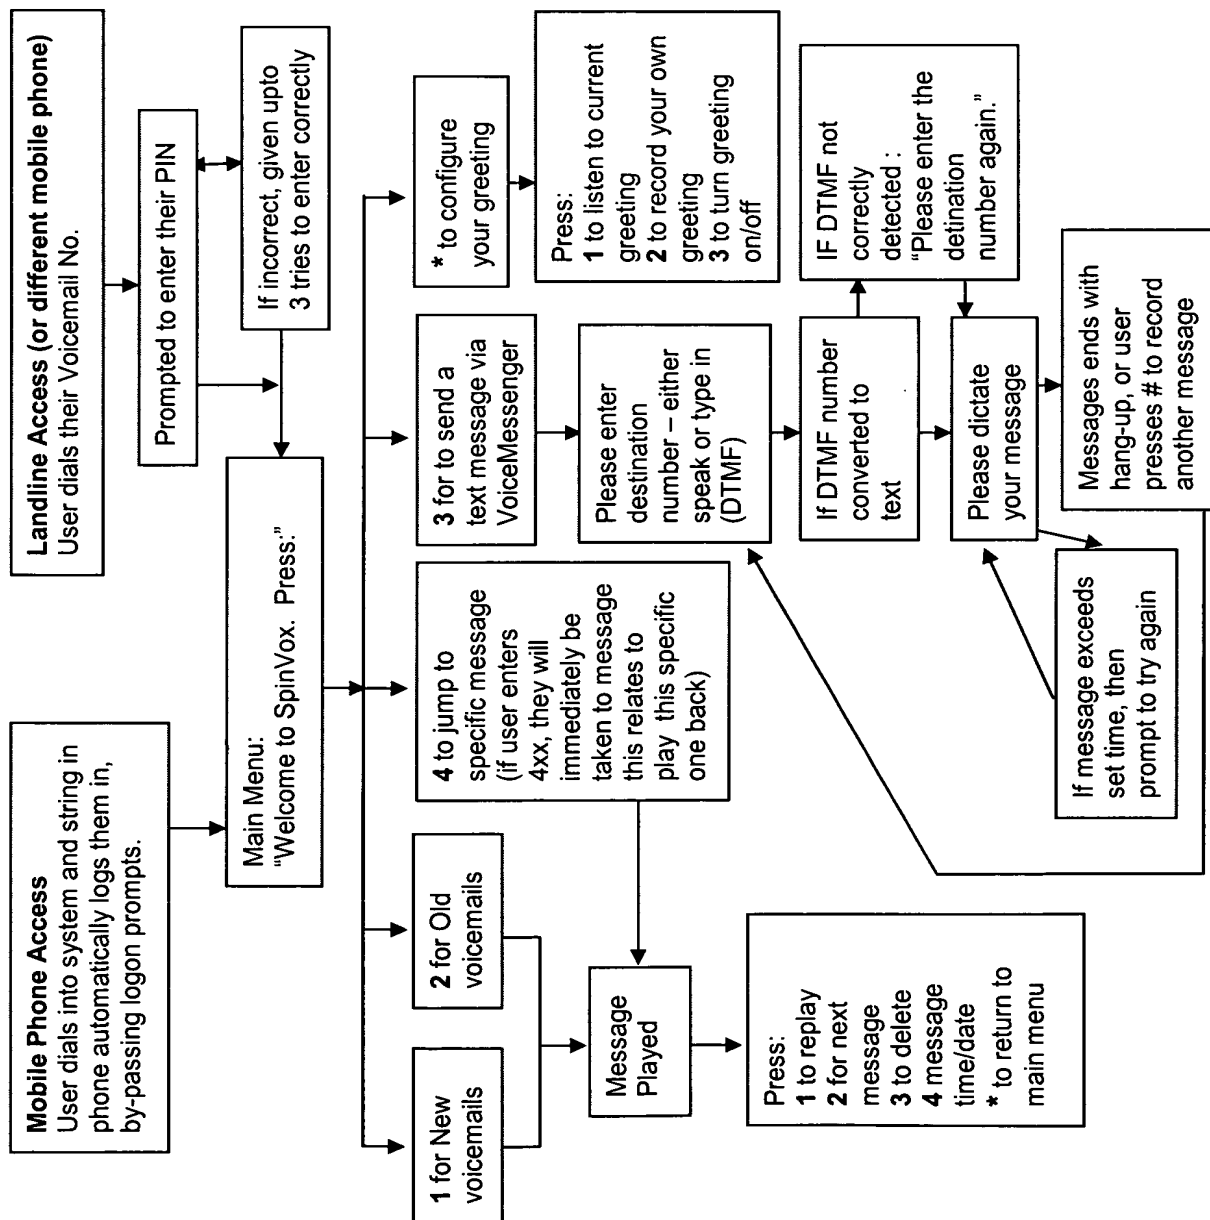 Mobile Phone Access
User dials into system and string in
phone automatically logs them in,
by-passing logon prompts.
Landline Access (or different mobile phone)
User dials their Voicemail No.
Prompted to enter their PIN
If incorrect, given upto
3 tries to enter correctly
Main Menu:
“Welcome to SpinVox.  Press:”
1 for New
voicemails
2 for Old
voicemails
4 to jump to
specific message
(if user enters
4xx, they will
immediately be
taken to message
this relates to
play  this specific
one back)
3 for to send a
text message via
VoiceMessenger
* to configure
your greeting
Message
Played
Press:
1 to replay
2 for next
message
3 to delete
4 message
time/date
* to return to
main menu
Please enter
destination
number – either
speak or type in
(DTMF)
Press:
1 to listen to current
greeting
2 to record your own
greeting
3 to turn greeting
on/off
If DTMF number
converted to
text
IF DTMF not
correctly
detected :
“Please enter the
detination
number again.”
Please dictate
your message
If message exceeds
set time, then
prompt to try again
Messages ends with
hang-up, or user
presses # to record
another message